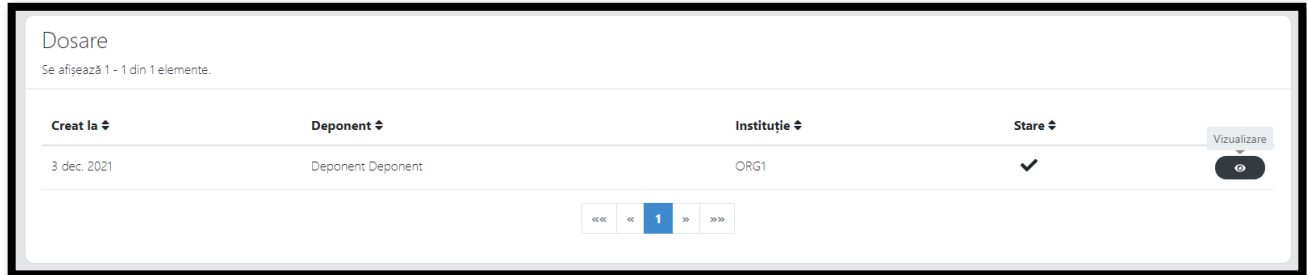 Dosare
Se afișează 1 - 1 din 1 elemente.
Creat la Deponent Instituție Stare
Vizualizare
3 dec. 2021 Deponent Deponent ORG1
«« « 1 » »»